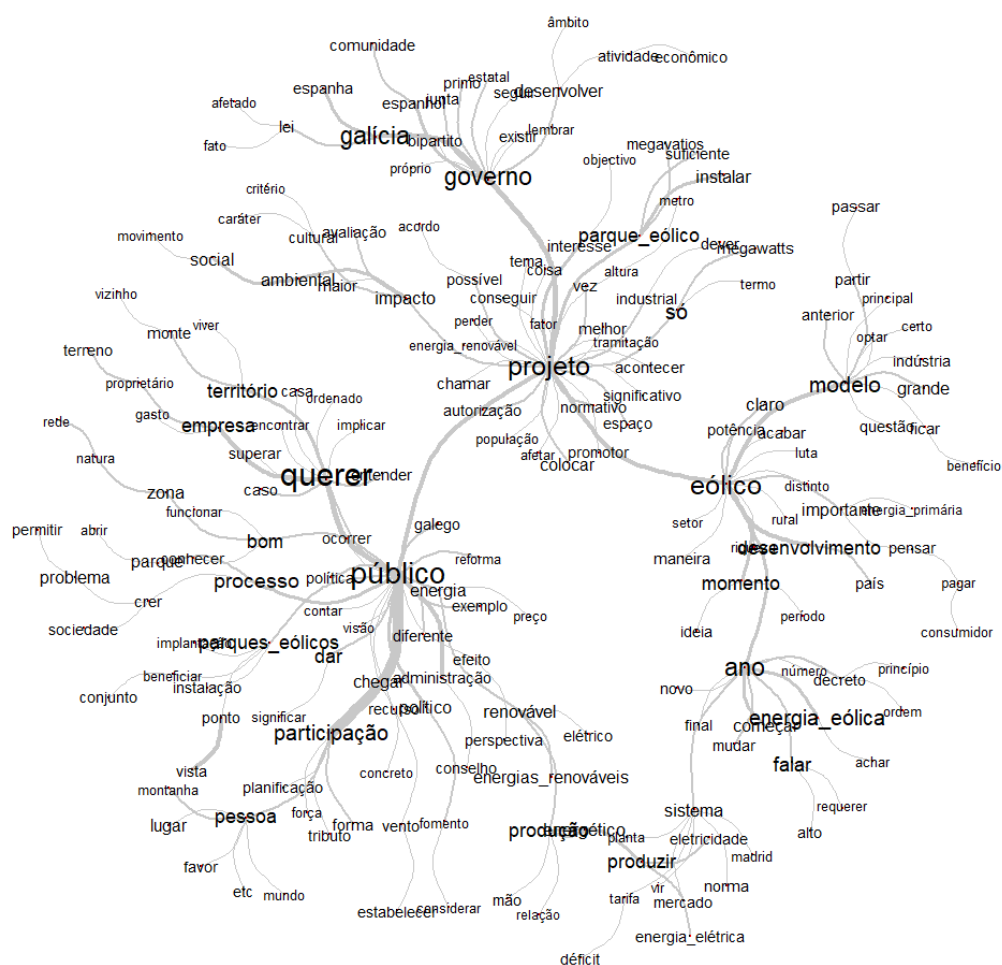 âmbito
comunidade
atividade
econômico
primo
estatal
espanha
espanhol
junta
seguir
desenvolver
afetado
lei
galícia
bipartito
existir
lembrar
fato
próprio
governo
objectivo
megavatios
suficiente
instalar
critério
metro
passar
caráter
avaliação
acordo
movimento
cultural
parque_eólico
dever
social
interesse
megawatts
tema
coisa
ambiental
maior
possível
altura
partir
termo
vizinho
impacto
conseguir
vez
industrial
principal
só
anterior
monte
viver
perder
fator
melhor
certo
tramitação
optar
terreno
energia_renovável
projeto
acontecer
indústria
proprietário
território
casa
chamar
significativo
modelo
grande
ordenado
autorização
normativo
claro
rede
gasto
empresa
encontrar
implicar
espaço
potência
acabar
questão
ficar
população
superar
afetar
promotor
luta
natura
querer
entender
colocar
benefício
zona
caso
eólico
distinto
funcionar
importante
energia_primária
permitir
abrir
galego
setor
rural
bom
ocorrer
desenvolvimento
pensar
parque
conhecer
reforma
maneira
problema
processo
política
público
momento
país
pagar
energia
crer
contar
exemplo
preço
sociedade
visão
período
ideia
consumidor
implantação
parques_eólicos
diferente
dar
efeito
beneficiar
chegar
administração
ano
número
princípio
conjunto
instalação
decreto
novo
recurso
político
renovável
ponto
significar
final
energia_eólica
ordem
começar
participação
perspectiva
elétrico
mudar
vista
concreto
conselho
energias_renováveis
falar
achar
montanha
planificação
requerer
lugar
pessoa
força
forma
vento
fomento
sistema
tributo
produção
planta
eletricidade
alto
favor
produzir
madrid
etc
mundo
vir
norma
mão
tarifa
mercado
estabelecer
considerar
relação
energia_elétrica
déficit